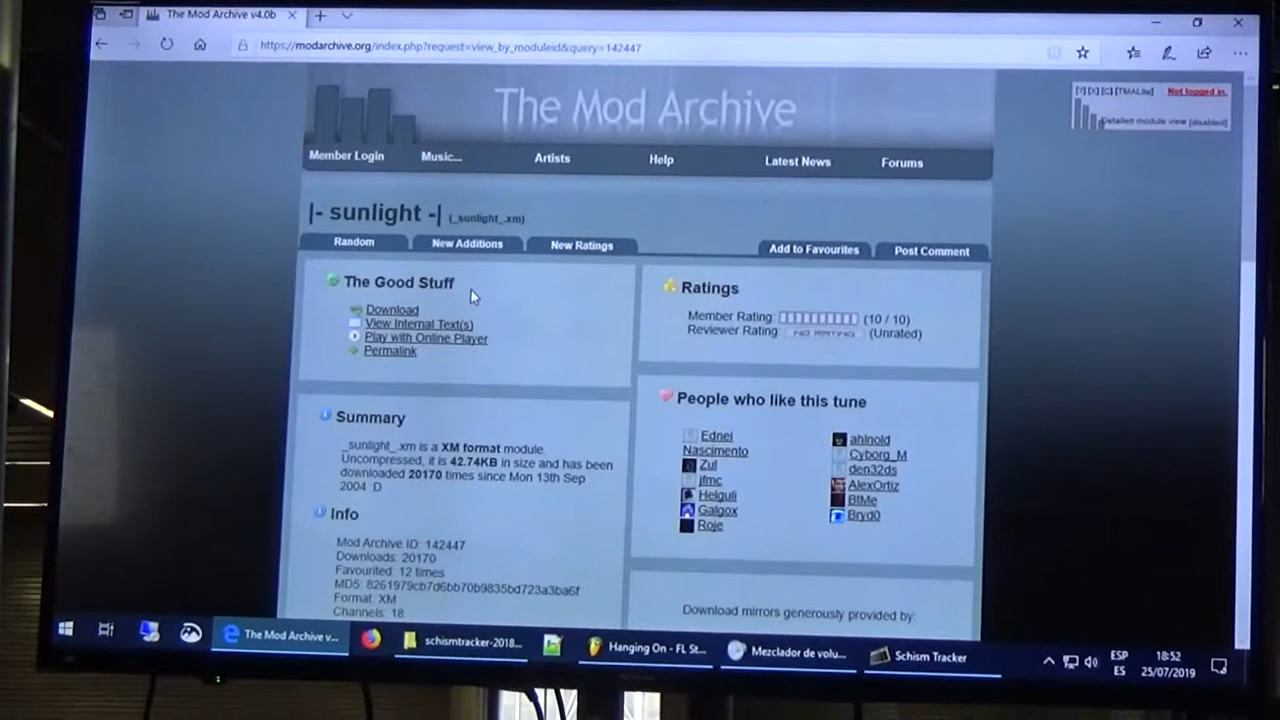 The Mod Archive v4.0b
https://modarchive.org/index.php?request=view_by_moduleid&query=142447
The Mod Archive
[?] [X] [C] [TMALite] Not logged in.
Detailed module view [disabled]
Member Login Music... Artists Help Latest News Forums
|- sunlight -| (_sunlight_.xm)
Random New Additions New Ratings Add to Favourites Post Comment
The Good Stuff
Download
View Internal Text(s)
Play with Online Player
Permalink
Ratings
Member Rating: (10 / 10)
Reviewer Rating: NO RATING (Unrated)
Summary
_sunlight_.xm is a XM format module.
Uncompressed, it is 42.74KB in size and has been
downloaded 20170 times since Mon 13th Sep
2004 :D
Info
Mod Archive ID: 142447
Downloads: 20170
Favourited: 12 times
MD5: 8261979cb7d6bb70b9835bd723a3ba6f
Format: XM
Channels: 18
People who like this tune
Ednei
Nascimento
Zul
jfmc
Helguli
Galgox
Roje
ahlnold
Cyborg_M
den32ds
AlexOrtiz
BtMe
Bryd0
Download mirrors generously provided by:
The Mod Archive v... schismtracker-2018... Hanging On - FL St... Mezclador de volu... Schism Tracker
ESP
ES
18:52
25/07/2019